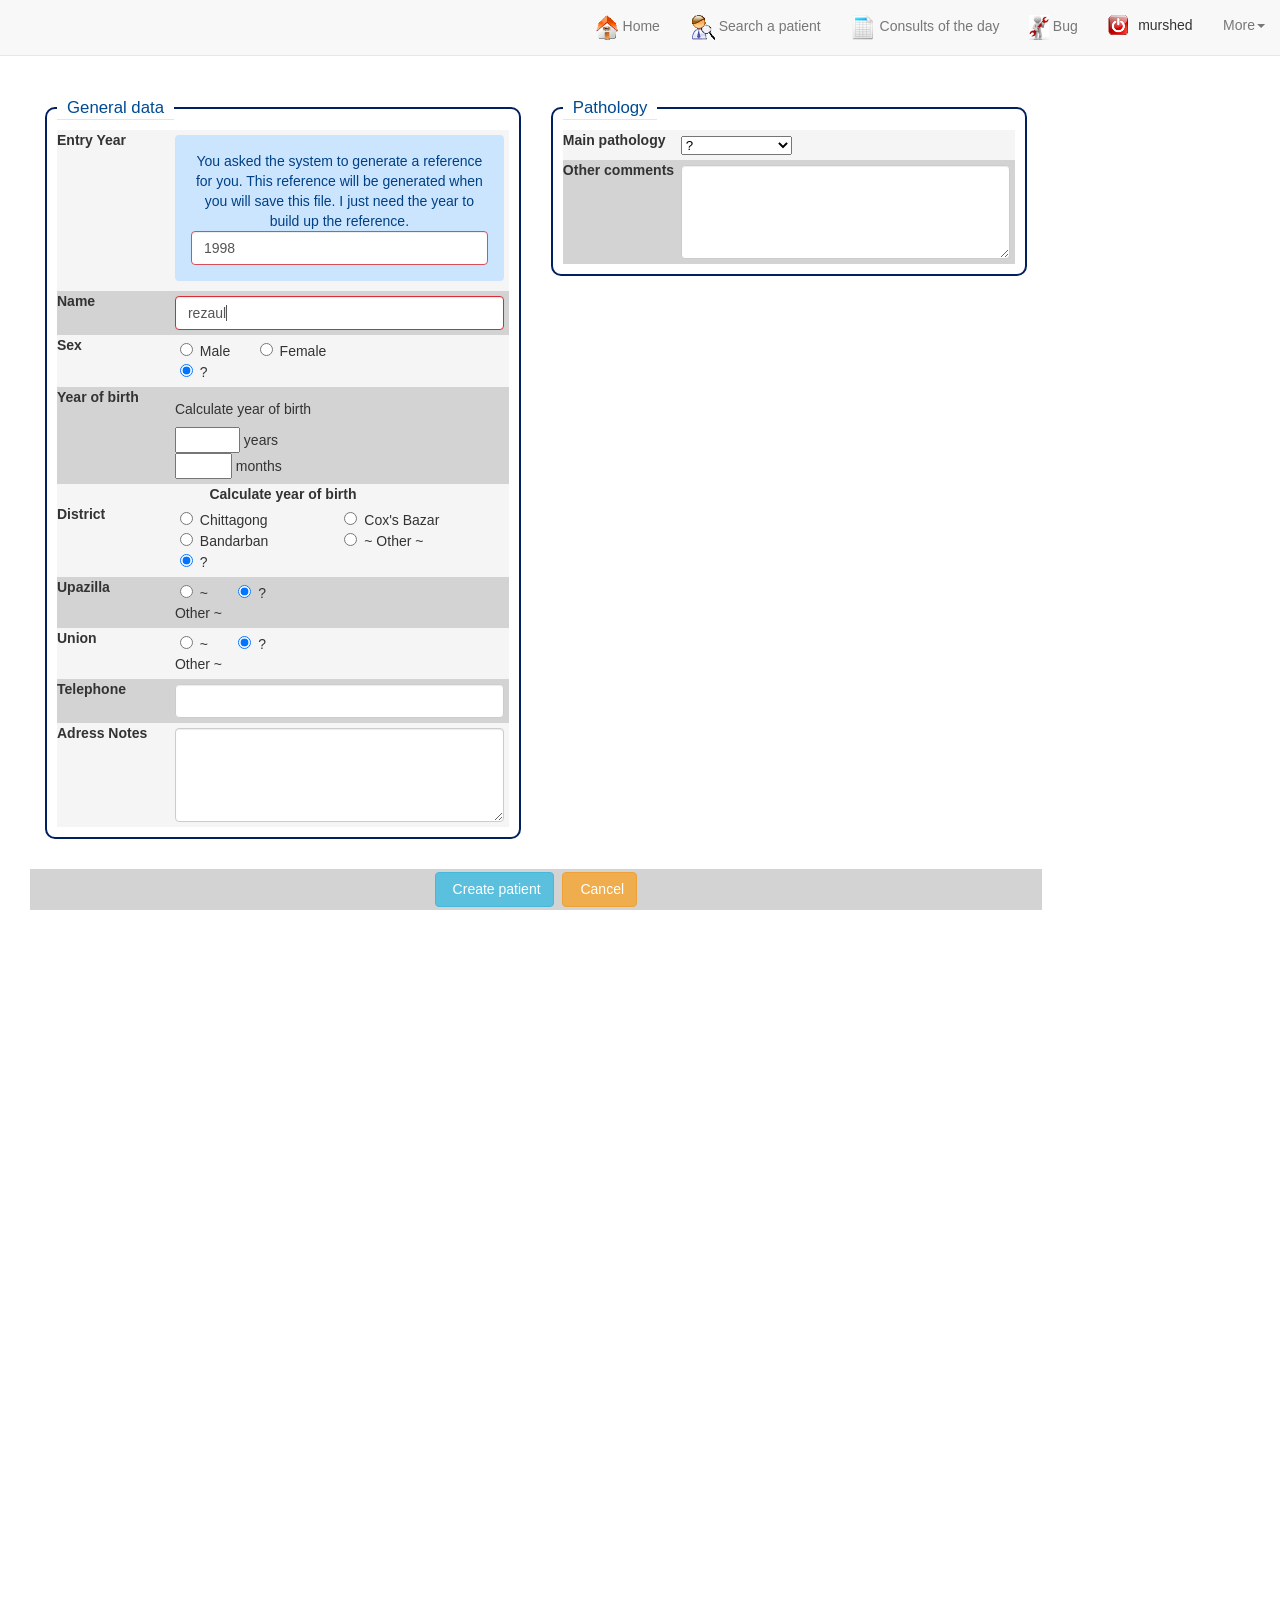 Home Search a patient Consults of the day Bug murshed More
General data
Entry Year
You asked the system to generate a reference
for you. This reference will be generated when
you will save this file. I just need the year to
build up the reference.
1998
Name
rezaul
Sex
Male Female
?
Year of birth
Calculate year of birth
years
months
Calculate year of birth
District
Chittagong Cox's Bazar
Bandarban ~ Other ~
?
Upazilla
~ ?
Other ~
Union
~ ?
Other ~
Telephone
Adress Notes
Pathology
Main pathology ?
Other comments
Create patient Cancel